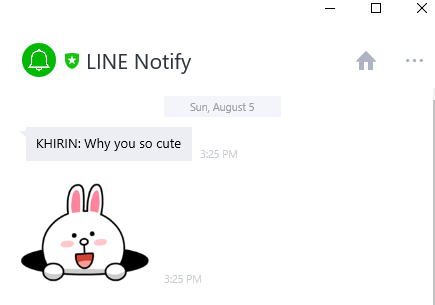 LINE Notify
Sun, August 5
KHIRIN: Why you so cute
3:25 PM
3:25 PM